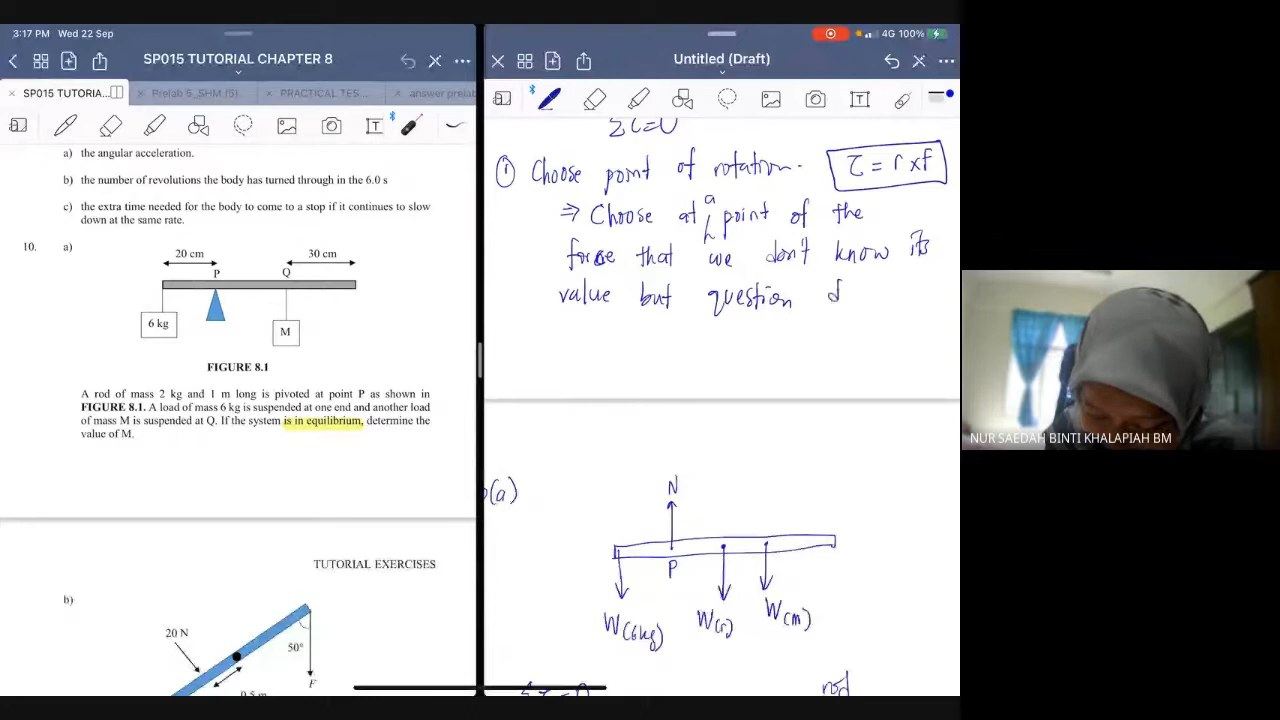 3:17 PM Wed 22 Sep
4G 100%
SP015 TUTORIAL CHAPTER 8
Untitled (Draft)
SP015 TUTORIA...
Prelab 5_SHM (5)
PRACTICAL TES...
answer prelab
a) the angular acceleration.
b) the number of revolutions the body has turned through in the 6.0 s
c) the extra time needed for the body to come to a stop if it continues to slow
down at the same rate.
10. a)
20 cm
30 cm
P
Q
6 kg
M
FIGURE 8.1
A rod of mass 2 kg and 1 m long is pivoted at point P as shown in
FIGURE 8.1. A load of mass 6 kg is suspended at one end and another load
of mass M is suspended at Q. If the system is in equilibrium, determine the
value of M.
TUTORIAL EXERCISES
b)
20 N
50°
F
0.5 m
Στ=0
① Choose point of rotation.
τ = r x F
⇒ Choose at a point of the
force that we don't know its
value but question d
(a)
N
P
W(6kg)
W(r)
W(m)
rod
NUR SAEDAH BINTI KHALAPIAH BM